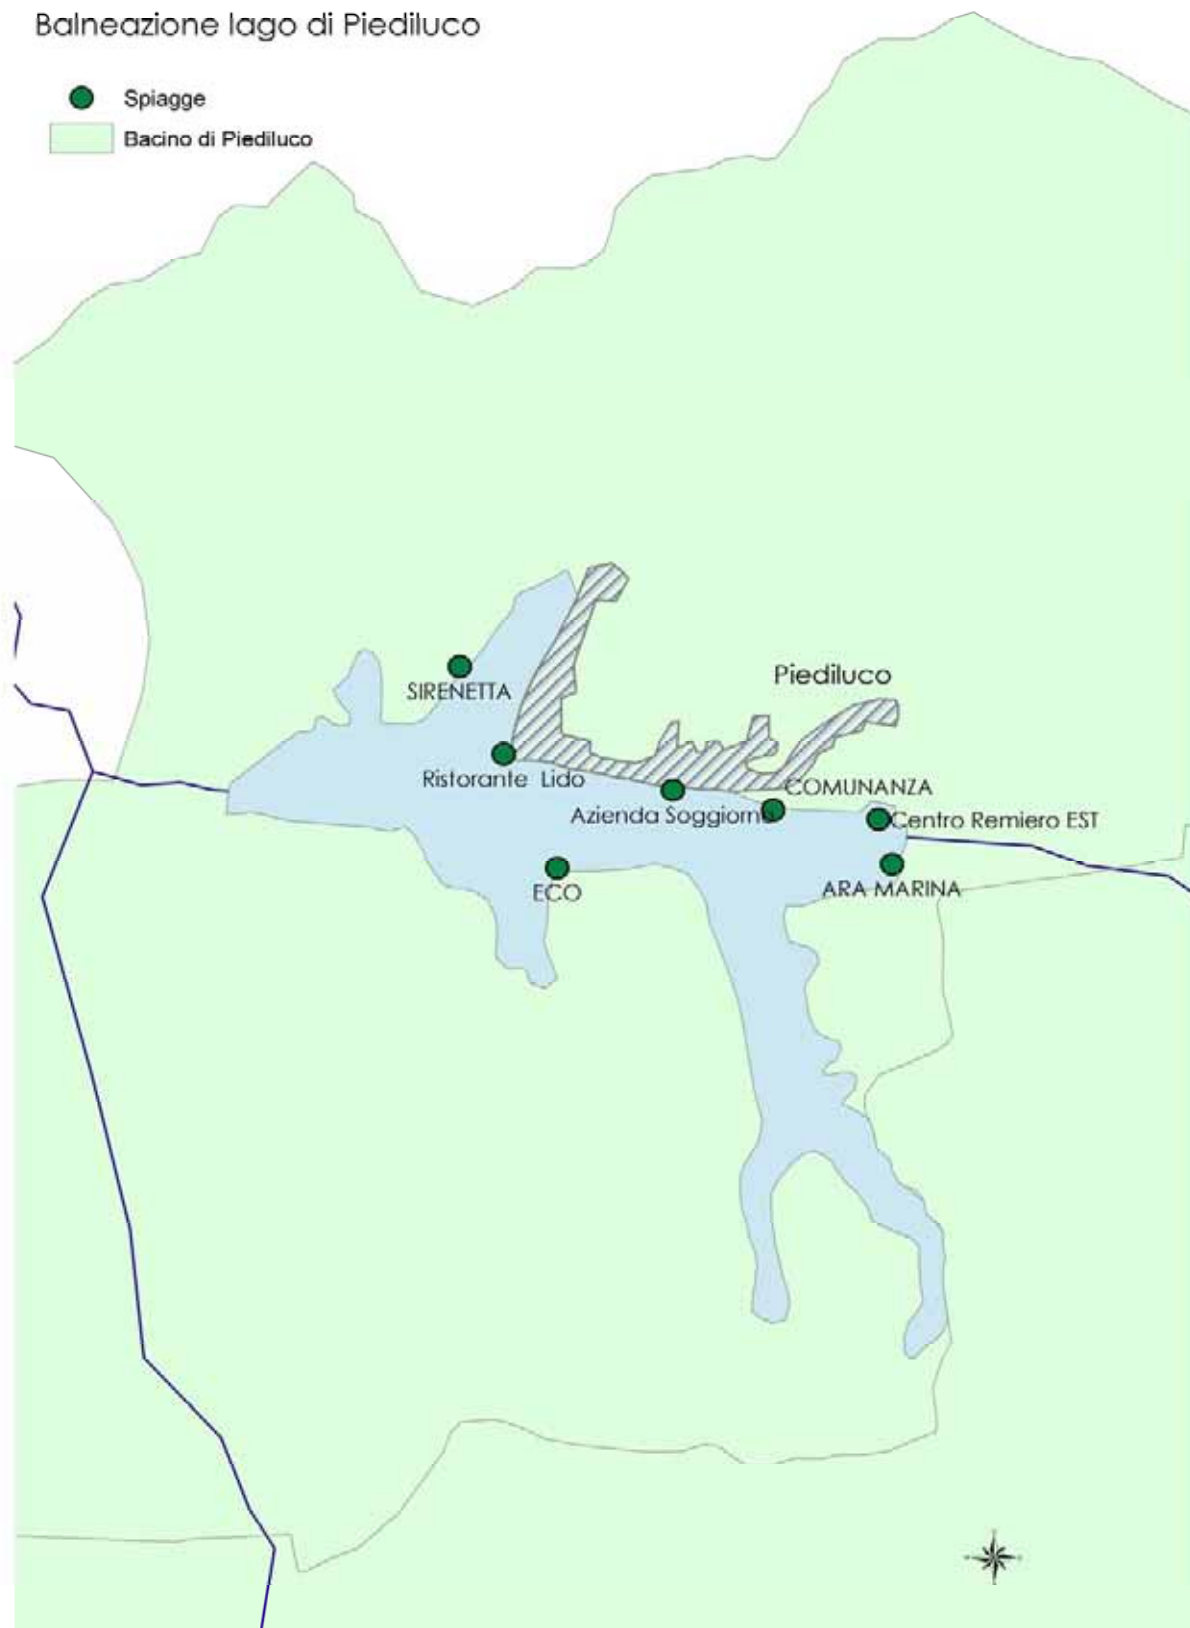 Balneazione lago di Piediluco
Spiagge
Bacino di Piediluco
Piediluco
SIRENETTA
Ristorante Lido
COMUNANZA
Azienda Soggiorno
Centro Remiero EST
ECO
ARA MARINA